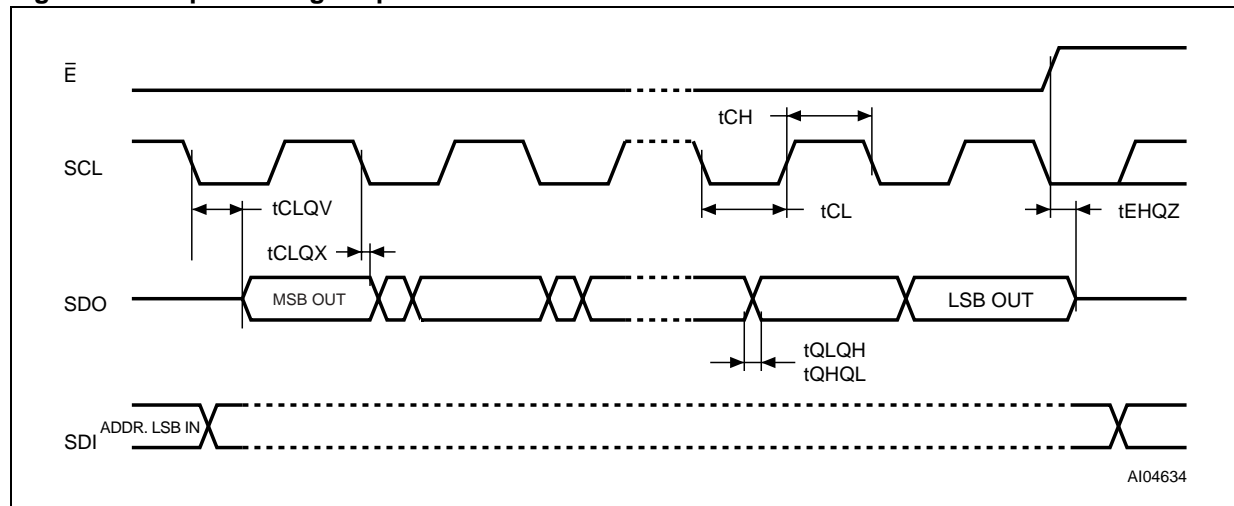 Ē
tCH
SCL
tCLQV
tCL
tEHQZ
tCLQX
SDO
MSB OUT
LSB OUT
tQLQH
tQHQL
ADDR. LSB IN
SDI
AI04634